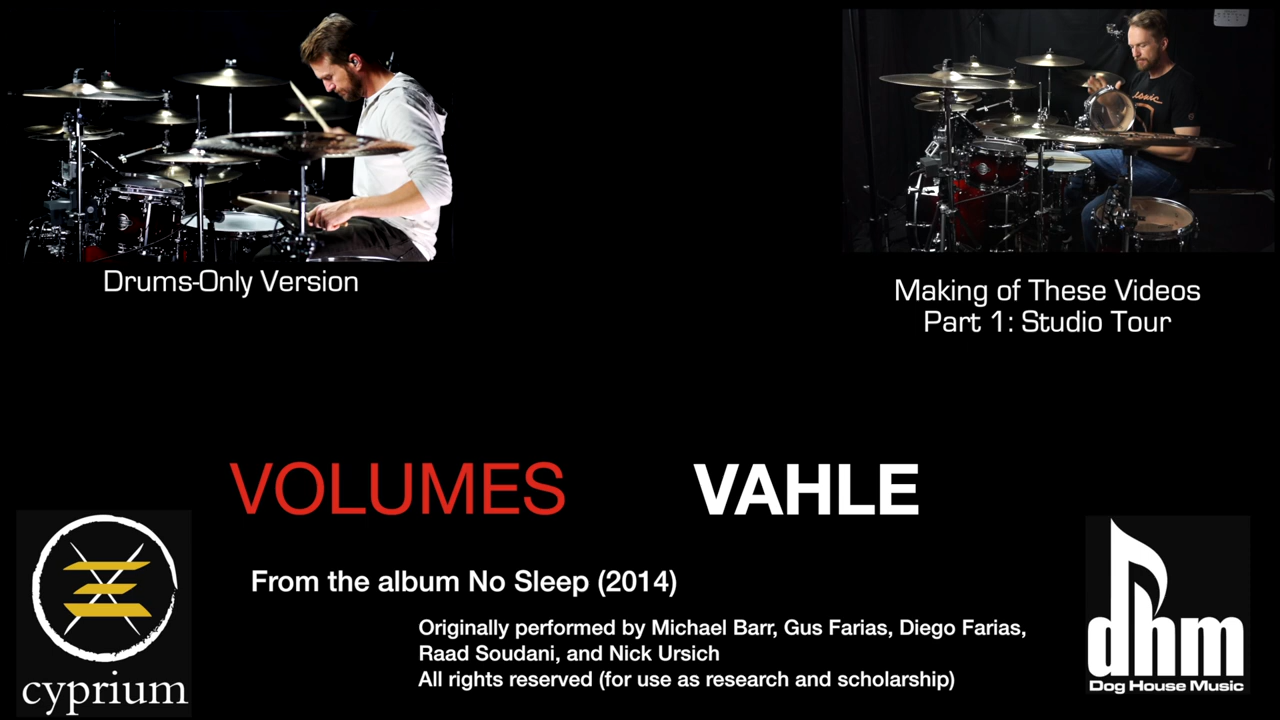 Drums-Only Version
Making of These Videos
Part 1: Studio Tour
VOLUMES VAHLE
From the album No Sleep (2014)
Originally performed by Michael Barr, Gus Farias, Diego Farias,
Raad Soudani, and Nick Ursich
All rights reserved (for use as research and scholarship)
cyprium
dhm
Dog House Music